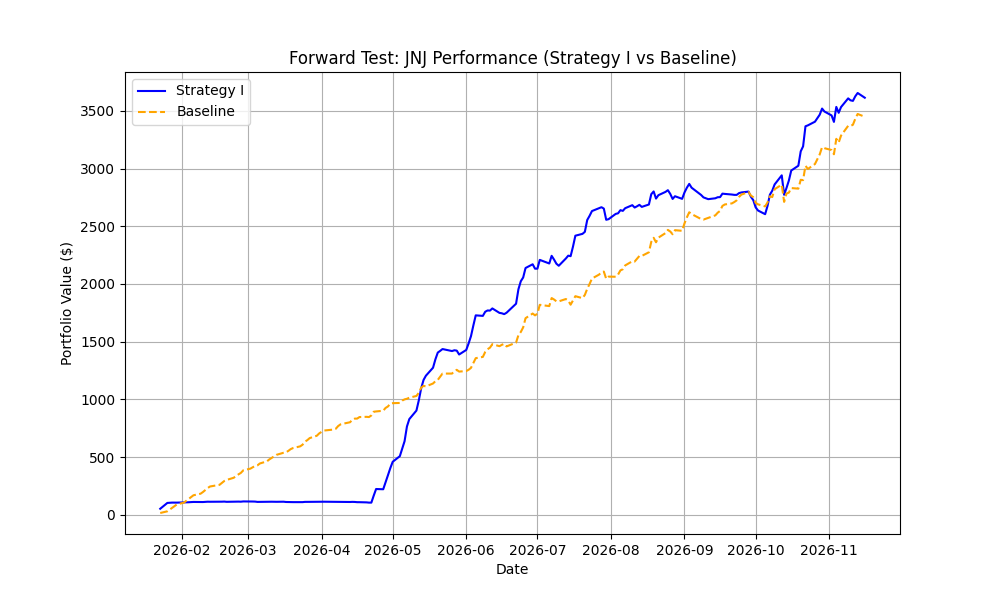 Forward Test: JNJ Performance (Strategy I vs Baseline)
Strategy I
Baseline
Portfolio Value ($)
3500
3000
2500
2000
1500
1000
500
0
2026-02 2026-03 2026-04 2026-05 2026-06 2026-07 2026-08 2026-09 2026-10 2026-11
Date